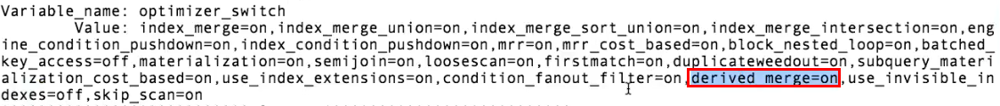 Variable_name: optimizer_switch
Value: index_merge=on,index_merge_union=on,index_merge_sort_union=on,index_merge_intersection=on,eng
ine_condition_pushdown=on,index_condition_pushdown=on,mrr=on,mrr_cost_based=on,block_nested_loop=on,batched_
key_access=off,materialization=on,semijoin=on,loosescan=on,firstmatch=on,duplicateweedout=on,subquery_materi
alization_cost_based=on,use_index_extensions=on,condition_fanout_filter=on,derived_merge=on,use_invisible_in
dexes=off,skip_scan=on